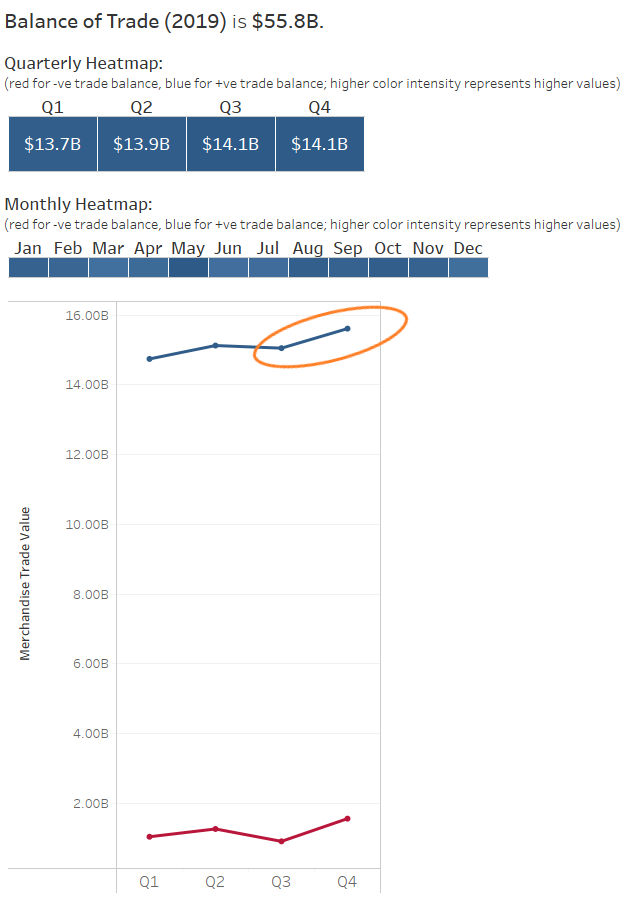 Balance of Trade (2019) is $55.8B.
Quarterly Heatmap:
(red for -ve trade balance, blue for +ve trade balance; higher color intensity represents higher values)
Q1 Q2 Q3 Q4
$13.7B $13.9B $14.1B $14.1B
Monthly Heatmap:
(red for -ve trade balance, blue for +ve trade balance; higher color intensity represents higher values)
Jan Feb Mar Apr May Jun Jul Aug Sep Oct Nov Dec
16.00B
14.00B
12.00B
10.00B
8.00B
6.00B
4.00B
2.00B
Merchandise Trade Value
Q1 Q2 Q3 Q4